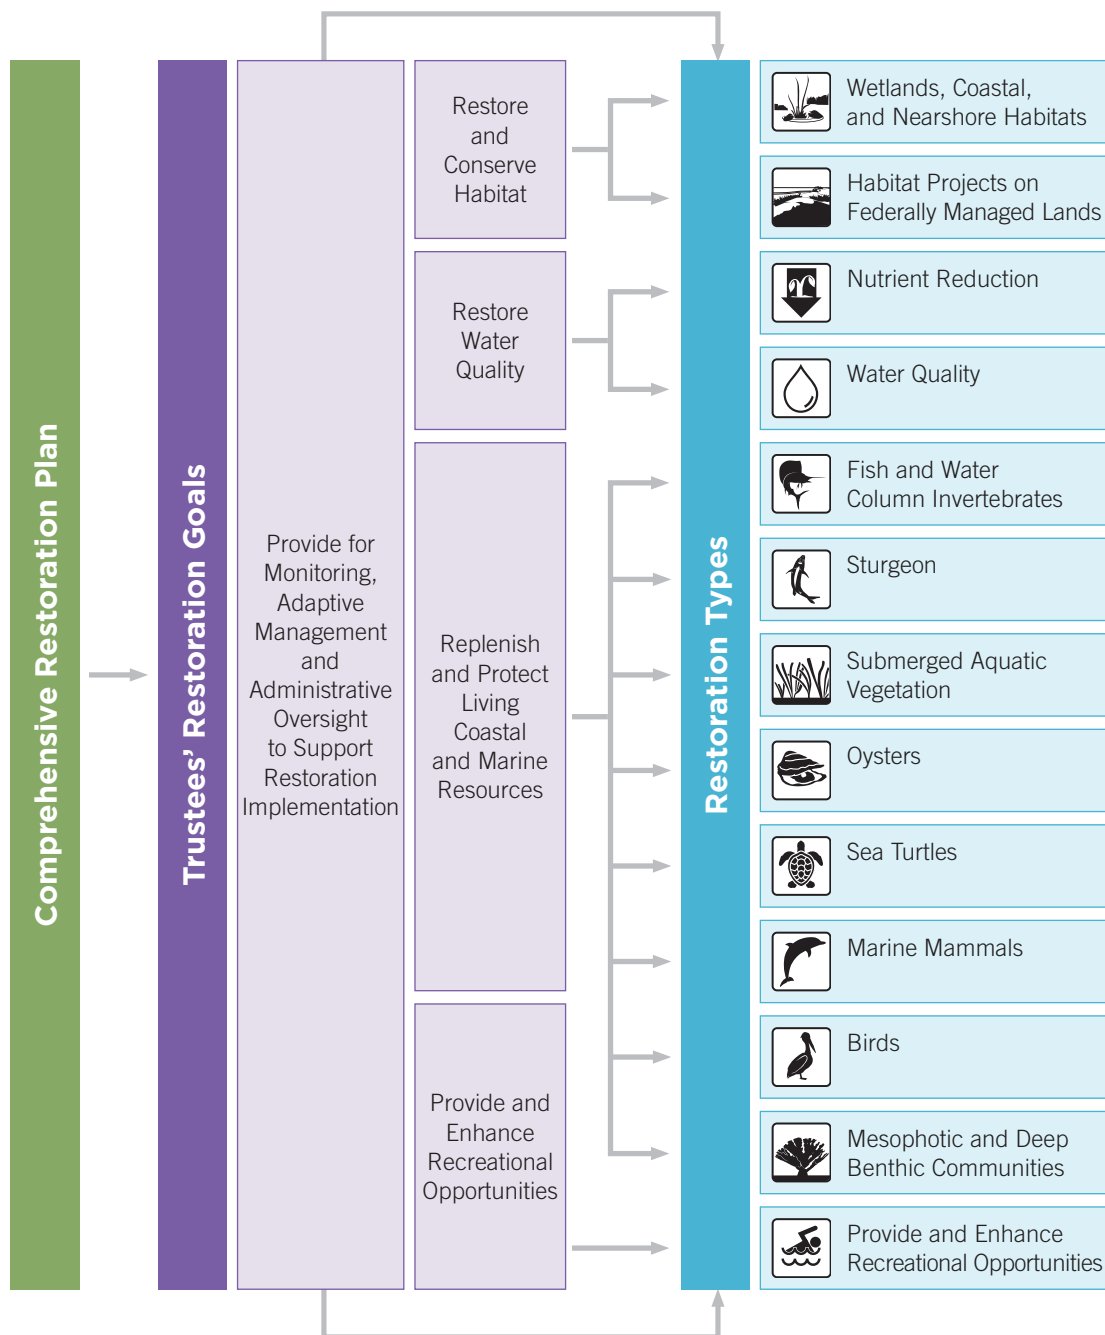 Comprehensive Restoration Plan
Trustees’ Restoration Goals
Provide for
Monitoring,
Adaptive
Management
and
Administrative
Oversight
to Support
Restoration
Implementation
Restore
and
Conserve
Habitat
Restore
Water
Quality
Replenish
and Protect
Living
Coastal
and Marine
Resources
Provide and
Enhance
Recreational
Opportunities
Restoration Types
Wetlands, Coastal,
and Nearshore Habitats
Habitat Projects on
Federally Managed Lands
Nutrient Reduction
Water Quality
Fish and Water
Column Invertebrates
Sturgeon
Submerged Aquatic
Vegetation
Oysters
Sea Turtles
Marine Mammals
Birds
Mesophotic and Deep
Benthic Communities
Provide and Enhance
Recreational Opportunities